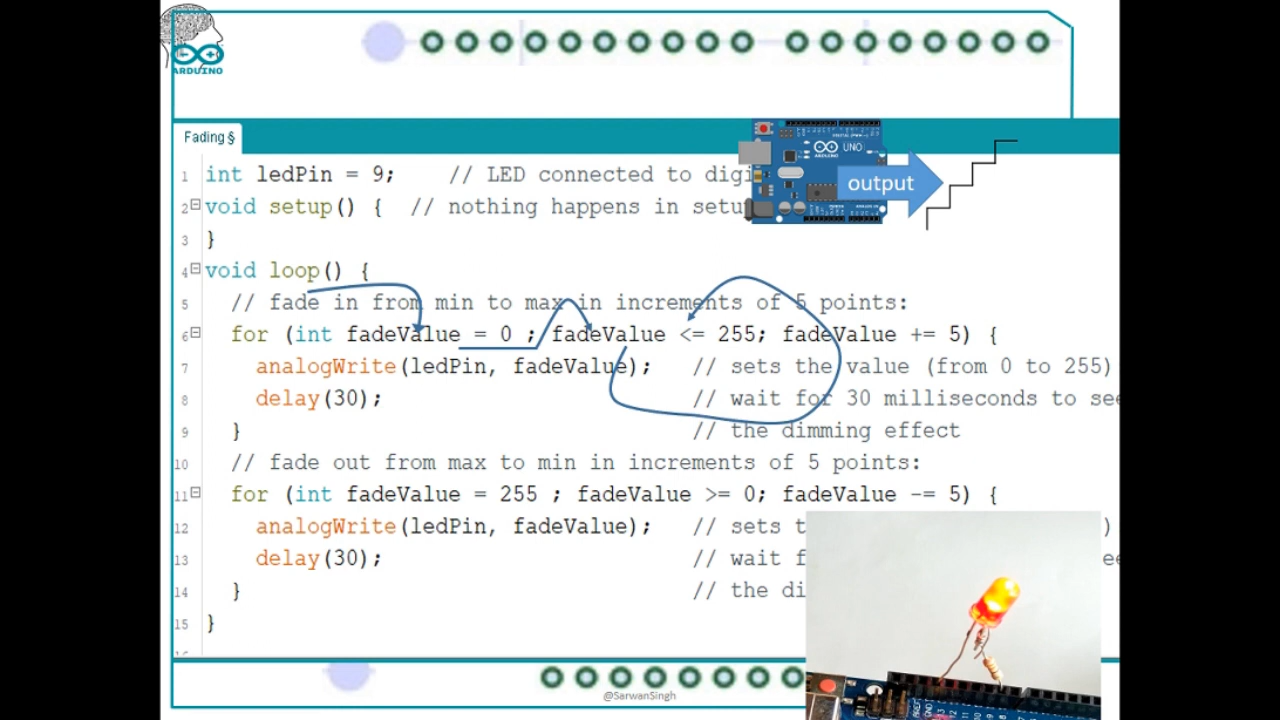 ARDUINO
Fading §
UNO
ARDUINO
output
1 int ledPin = 9; // LED connected to digi
2 void setup() { // nothing happens in setup
3 }
4 void loop() {
5 // fade in from min to max in increments of 5 points:
6 for (int fadeValue = 0 ; fadeValue <= 255; fadeValue += 5) {
7 analogWrite(ledPin, fadeValue); // sets the value (from 0 to 255)
8 delay(30); // wait for 30 milliseconds to see
9 } // the dimming effect
10 // fade out from max to min in increments of 5 points:
11 for (int fadeValue = 255 ; fadeValue >= 0; fadeValue -= 5) {
12 analogWrite(ledPin, fadeValue); // sets t )
13 delay(30); // wait f ee
14 } // the di
15 }
@SarwanSingh